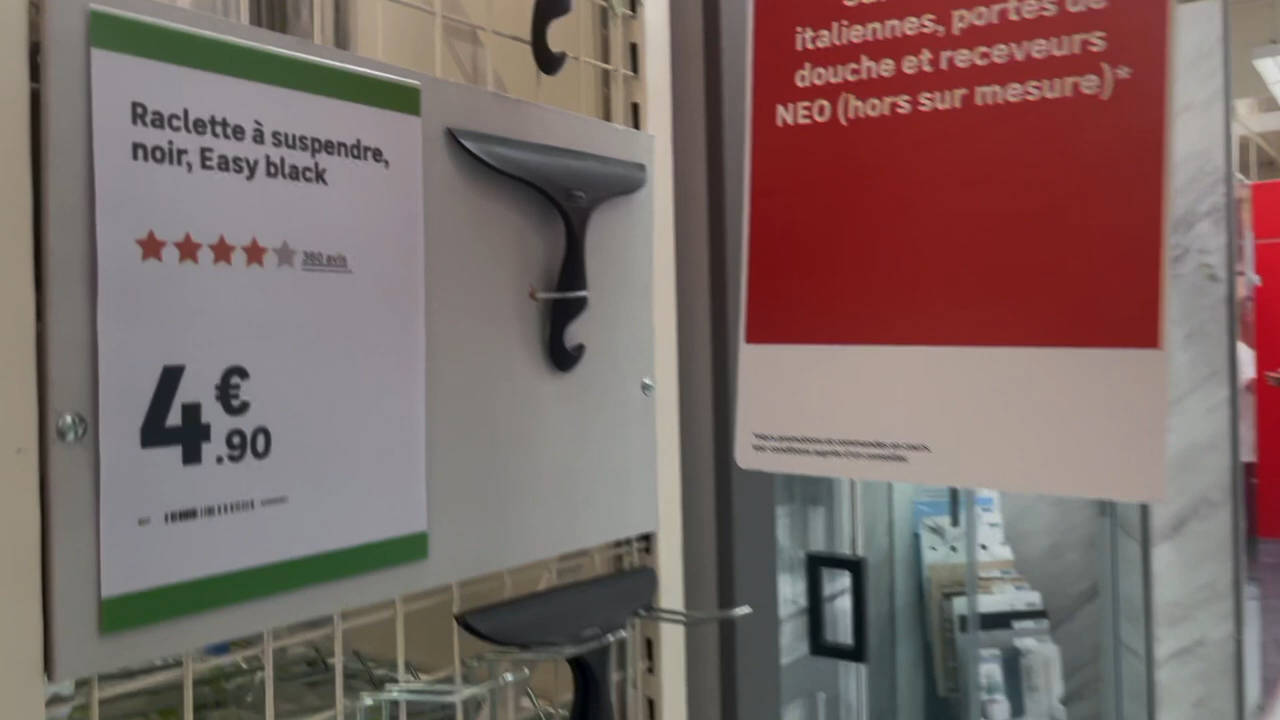 Raclette à suspendre,
noir, Easy black
360 avis
4€.90
italiennes, portes de
douche et receveurs
NEO (hors sur mesure)*